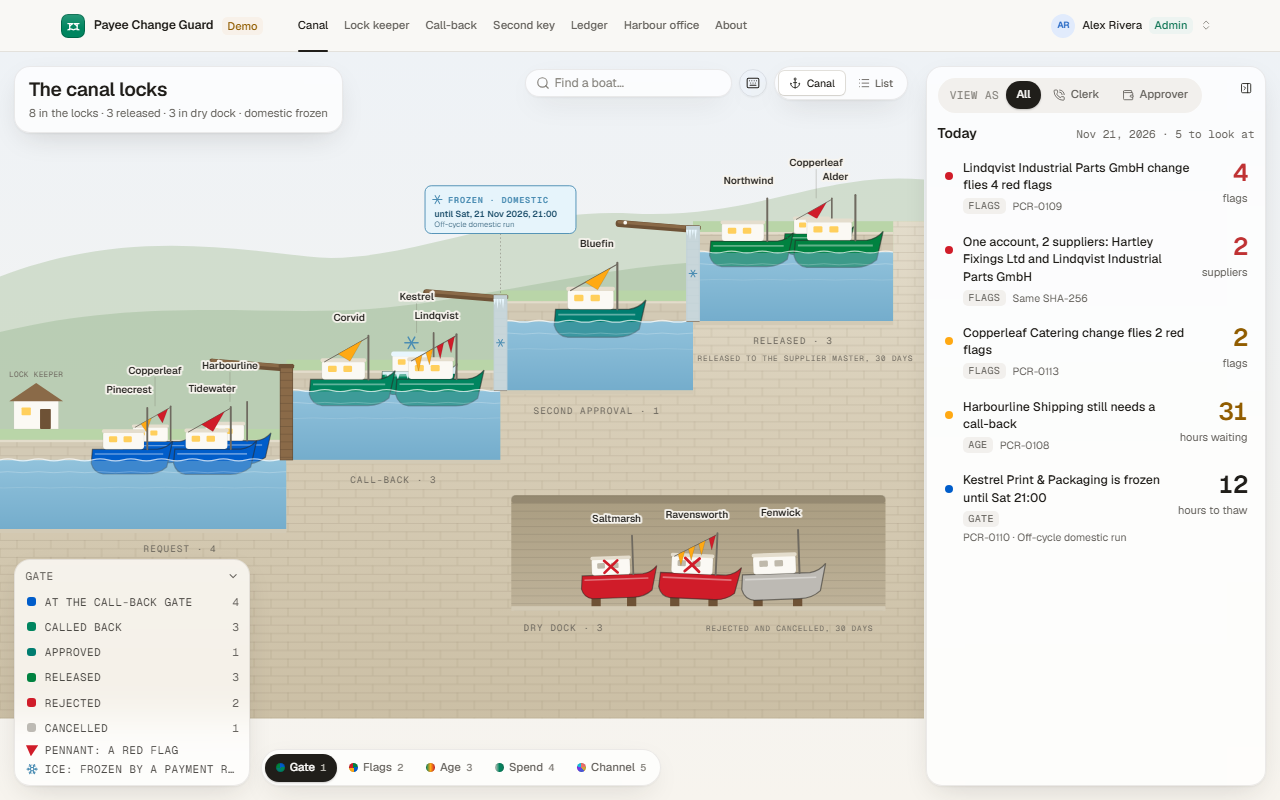 Payee Change Guard Demo Canal Lock keeper Call-back Second key Ledger Harbour office About AR Alex Rivera Admin
The canal locks
8 in the locks · 3 released · 3 in dry dock · domestic frozen
Find a boat...
Canal
List
VIEW AS All Clerk Approver
Today Nov 21, 2026 · 5 to look at
Lindqvist Industrial Parts GmbH change
flies 4 red flags
FLAGS PCR-0109
4
flags
One account, 2 suppliers: Hartley
Fixings Ltd and Lindqvist Industrial
Parts GmbH
FLAGS Same SHA-256
2
suppliers
Copperleaf Catering change flies 2 red
flags
FLAGS PCR-0113
2
flags
Harbourline Shipping still needs a
call-back
AGE PCR-0108
31
hours waiting
Kestrel Print & Packaging is frozen
until Sat 21:00
GATE
PCR-0110 · Off-cycle domestic run
12
hours to thaw
Copperleaf
Northwind
Alder
FROZEN · DOMESTIC
until Sat, 21 Nov 2026, 21:00
Off-cycle domestic run
Bluefin
Kestrel
Corvid
Lindqvist
RELEASED · 3
RELEASED TO THE SUPPLIER MASTER, 30 DAYS
LOCK KEEPER
Copperleaf
Harbourline
Pinecrest
Tidewater
SECOND APPROVAL · 1
CALL-BACK · 3
REQUEST · 4
Saltmarsh
Ravensworth
Fenwick
DRY DOCK · 3
REJECTED AND CANCELLED, 30 DAYS
GATE
AT THE CALL-BACK GATE 4
CALLED BACK 3
APPROVED 1
RELEASED 3
REJECTED 2
CANCELLED 1
PENNANT: A RED FLAG
ICE: FROZEN BY A PAYMENT R…
Gate 1 Flags 2 Age 3 Spend 4 Channel 5